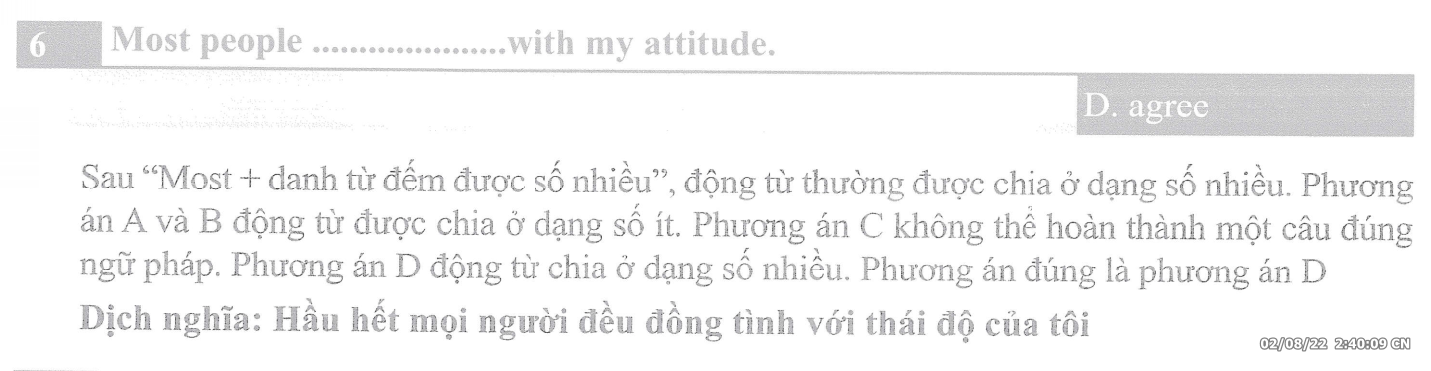 6 Most people .....................with my attitude.
D. agree
Sau “Most + danh từ đếm được số nhiều”, động từ thường được chia ở dạng số nhiều. Phương
án A và B động từ được chia ở dạng số ít. Phương án C không thể hoàn thành một câu đúng
ngữ pháp. Phương án D động từ chia ở dạng số nhiều. Phương án đúng là phương án D
Dịch nghĩa: Hầu hết mọi người đều đồng tình với thái độ của tôi
02/08/22 2:40:09 CN